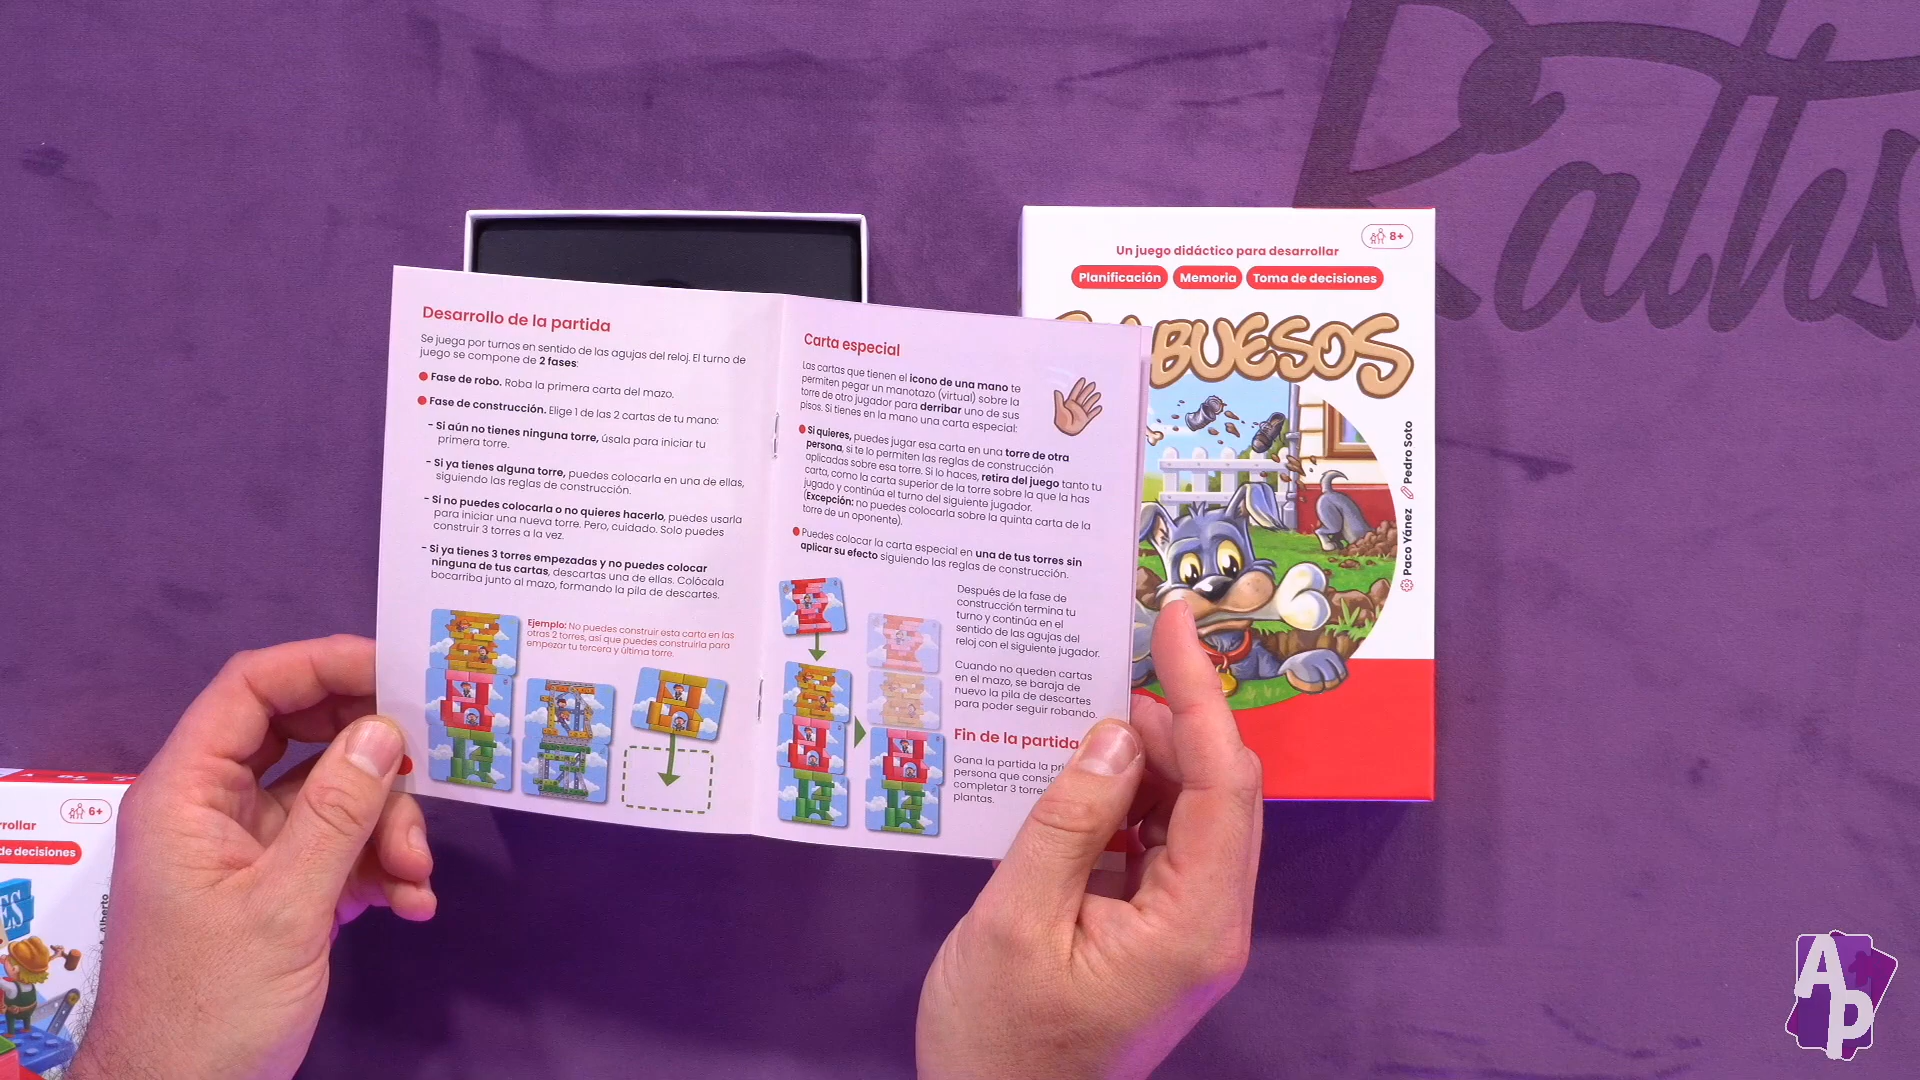 Desarrollo de la partida
Se juega por turnos en sentido de las agujas del reloj. El turno de
juego se compone de 2 fases:
Fase de robo. Roba la primera carta del mazo.
Fase de construcción. Elige 1 de las 2 cartas de tu mano:
- Si aún no tienes ninguna torre, úsala para iniciar tu
primera torre.
- Si ya tienes alguna torre, puedes colocarla en una de ellas,
siguiendo las reglas de construcción.
- Si no puedes colocarla o no quieres hacerlo, puedes usarla
para iniciar una nueva torre. Pero, cuidado. Solo puedes
construir 3 torres a la vez.
- Si ya tienes 3 torres empezadas y no puedes colocar
ninguna de tus cartas, descartas una de ellas. Colócala
bocarriba junto al mazo, formando la pila de descartes.
Ejemplo: No puedes construir esta carta en las
otras 2 torres, así que puedes construirla para
empezar tu tercera y última torre.
Carta especial
Las cartas que tienen el icono de una mano te
permiten pegar un manotazo (virtual) sobre la
torre de otro jugador para derribar uno de sus
pisos. Si tienes en la mano una carta especial:
Si quieres, puedes jugar esa carta en una torre de otra
persona, si te lo permiten las reglas de construcción
aplicadas sobre esa torre. Si lo haces, retira del juego tanto tu
carta, como la carta superior de la torre sobre la que la has
jugado y continúa el turno del siguiente jugador.
(Excepción: no puedes colocarla sobre la quinta carta de la
torre de un oponente).
Puedes colocar la carta especial en una de tus torres sin
aplicar su efecto siguiendo las reglas de construcción.
Después de la fase de
construcción termina tu
turno y continúa en el
sentido de las agujas del
reloj con el siguiente jugador.
Cuando no queden cartas
en el mazo, se baraja de
nuevo la pila de descartes
para poder seguir robando.
Fin de la partida
Gana la partida la
persona que
completar 3 torres
plantas.
8+
Un juego didáctico para desarrollar
Planificación
Memoria
Toma de decisiones
BUESOS
Paco Yánez
Pedro Soto
6+
de decisiones
Alberto
AP